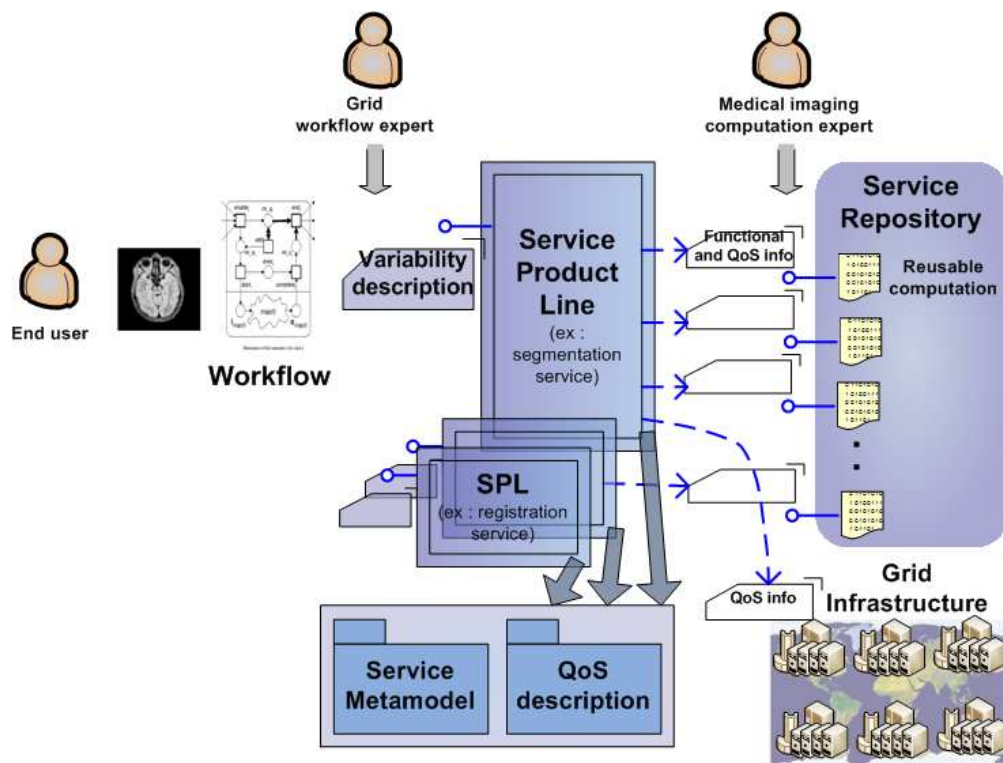 Grid
workflow expert
Medical imaging
computation expert
End user
Workflow
Variability
description
Service
Product
Line
(ex :
segmentation
service)
Functional
and QoS info
Service
Repository
Reusable
computation
SPL
(ex : registration
service)
QoS info
Grid
Infrastructure
Service
Metamodel
QoS
description